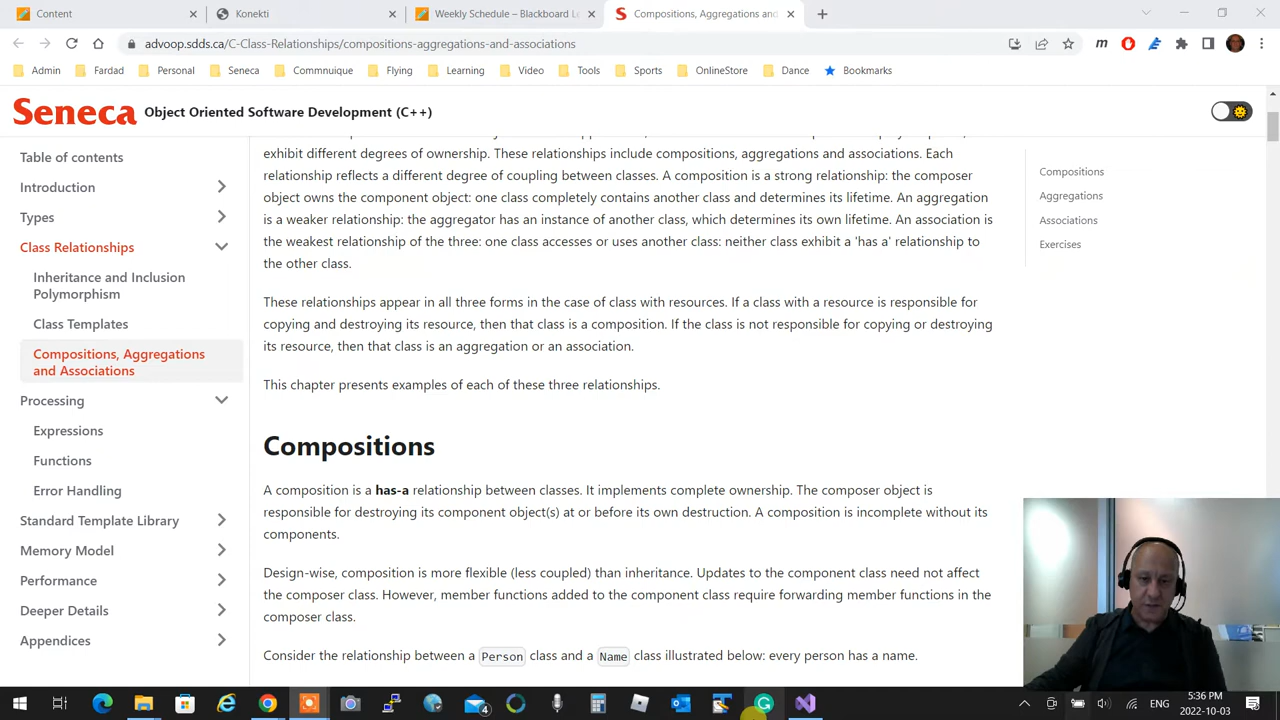 Content
Konekti
Weekly Schedule – Blackboard Le
Compositions, Aggregations and
advoop.sdds.ca/C-Class-Relationships/compositions-aggregations-and-associations
Admin
Fardad
Personal
Seneca
Commnuique
Flying
Learning
Video
Tools
Sports
OnlineStore
Dance
Bookmarks
Seneca
Object Oriented Software Development (C++)
Table of contents
Introduction
Types
Class Relationships
Inheritance and Inclusion
Polymorphism
Class Templates
Compositions, Aggregations
and Associations
Processing
Expressions
Functions
Error Handling
Standard Template Library
Memory Model
Performance
Deeper Details
Appendices
exhibit different degrees of ownership. These relationships include compositions, aggregations and associations. Each
relationship reflects a different degree of coupling between classes. A composition is a strong relationship: the composer
object owns the component object: one class completely contains another class and determines its lifetime. An aggregation
is a weaker relationship: the aggregator has an instance of another class, which determines its own lifetime. An association is
the weakest relationship of the three: one class accesses or uses another class: neither class exhibit a 'has a' relationship to
the other class.
These relationships appear in all three forms in the case of class with resources. If a class with a resource is responsible for
copying and destroying its resource, then that class is a composition. If the class is not responsible for copying or destroying
its resource, then that class is an aggregation or an association.
This chapter presents examples of each of these three relationships.
Compositions
A composition is a has-a relationship between classes. It implements complete ownership. The composer object is
responsible for destroying its component object(s) at or before its own destruction. A composition is incomplete without its
components.
Design-wise, composition is more flexible (less coupled) than inheritance. Updates to the component class need not affect
the composer class. However, member functions added to the component class require forwarding member functions in the
composer class.
Consider the relationship between a Person class and a Name class illustrated below: every person has a name.
Compositions
Aggregations
Associations
Exercises
4
ENG
5:36 PM
2022-10-03